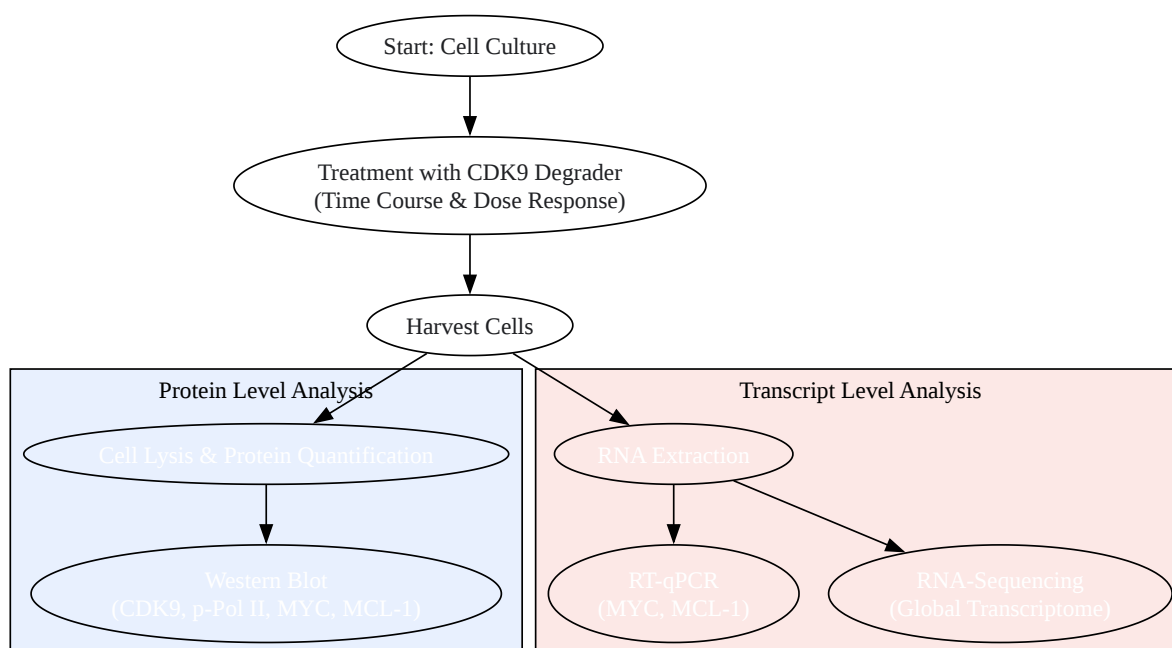 Start: Cell Culture
Treatment with CDK9 Degrader
(Time Course & Dose Response)
Harvest Cells
Protein Level Analysis
Transcript Level Analysis
Cell Lysis & Protein Quantification
RNA Extraction
Western Blot
(CDK9, p-Pol II, MYC, MCL-1)
RT-qPCR
(MYC, MCL-1)
RNA-Sequencing
(Global Transcriptome)